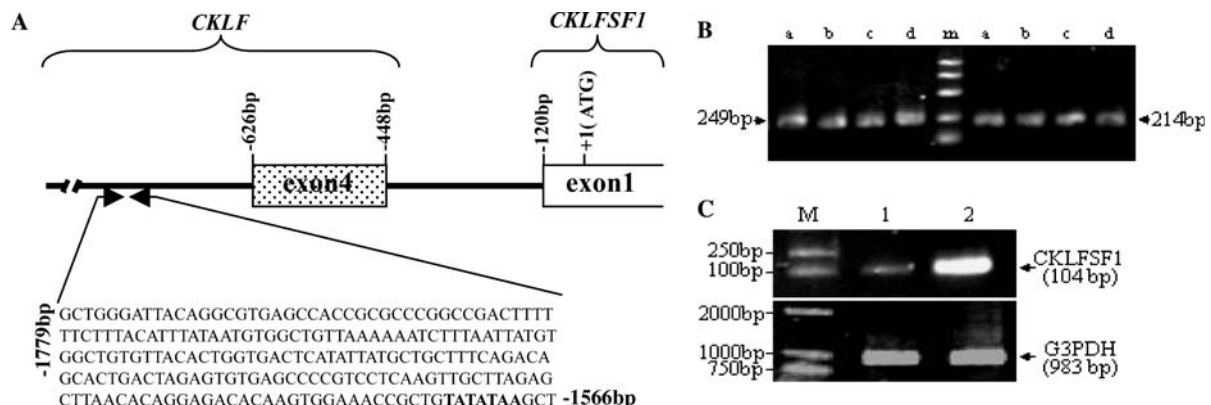 A
CKLF
CKLFSF1
-626bp
-448bp
-120bp
+1( ATG)
exon4
exon1
-1779bp
GCTGGGATTACAGGCGTGAGCCACCGCGCCCGGCCGACTTTT
TTCTTTACATTTATAATGTGGCTGTTAAAAAATCTTTAATTATGT
GGCTGTGTTACACTGGTGACTCATATTATGCTGCTTTCAGACA
GCACTGACTAGAGTGTGAGCCCCGTCCTCAAGTTGCTTAGAG
CTTAACACAGGAGACACAAGTGGAAACCGCTGTATATAAGCT
-1566bp
B
a b c d m a b c d
249bp
214bp
C
M 1 2
250bp
100bp
CKLFSF1
(104 bp)
2000bp
1000bp
750bp
G3PDH
(983 bp)